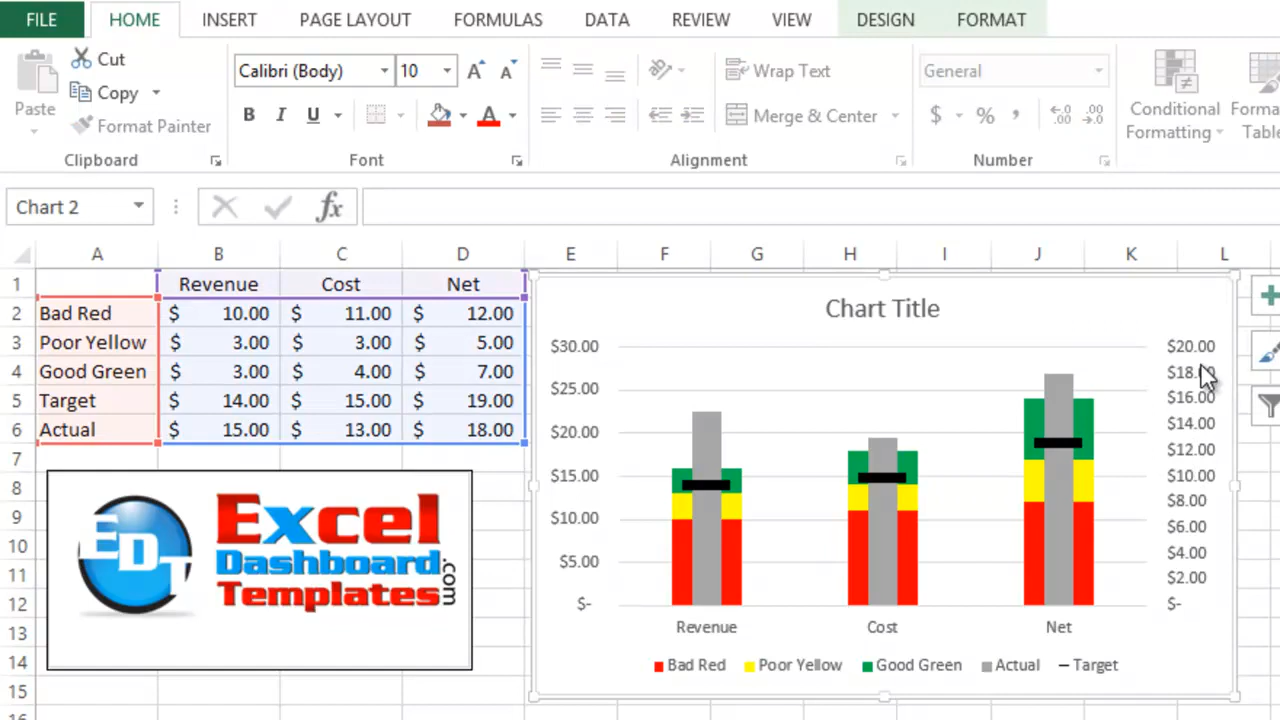 FILE HOME INSERT PAGE LAYOUT FORMULAS DATA REVIEW VIEW DESIGN FORMAT
Cut
Copy
Format Painter
Paste
Clipboard
Calibri (Body) 10
A A
B I U A
Font
Wrap Text
Merge & Center
Alignment
General
$ % , .0 .00 .00 .0
Number
Conditional
Formatting
Forma
Table
Chart 2 fx
A B C D E F G H I J K L
1 Revenue Cost Net
2 Bad Red $ 10.00 $ 11.00 $ 12.00
3 Poor Yellow $ 3.00 $ 3.00 $ 5.00
4 Good Green $ 3.00 $ 4.00 $ 7.00
5 Target $ 14.00 $ 15.00 $ 19.00
6 Actual $ 15.00 $ 13.00 $ 18.00
7
8
9
10
11
12
13
14
15
16
EDT
Excel
Dashboard
Templates
.com
Chart Title
$30.00
$25.00
$20.00
$15.00
$10.00
$5.00
$-
$20.00
$16.00
$14.00
$12.00
$10.00
$8.00
$6.00
$4.00
$2.00
$-
Revenue Cost Net
Bad Red Poor Yellow Good Green Actual Target